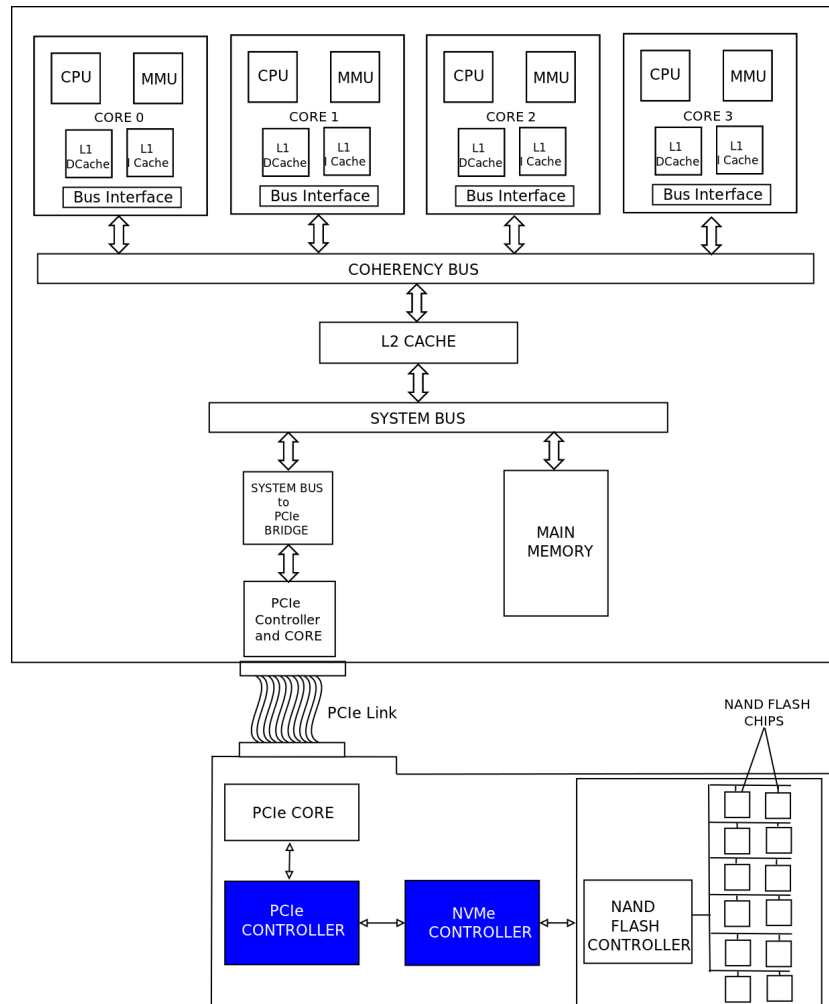 CPU
MMU
CORE 0
L1
DCache
L1
I Cache
Bus Interface
CPU
MMU
CORE 1
L1
DCache
L1
I Cache
Bus Interface
CPU
MMU
CORE 2
L1
DCache
L1
I Cache
Bus Interface
CPU
MMU
CORE 3
L1
DCache
L1
I Cache
Bus Interface
COHERENCY BUS
L2 CACHE
SYSTEM BUS
SYSTEM BUS
to
PCIe
BRIDGE
MAIN
MEMORY
PCIe
Controller
and CORE
PCIe Link
NAND FLASH
CHIPS
PCIe CORE
PCIe
CONTROLLER
NVMe
CONTROLLER
NAND
FLASH
CONTROLLER